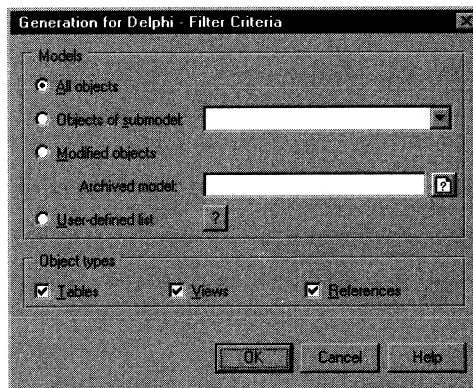 Generation for Delphi - Filter Criteria
Models
All objects
Objects of submodel:
Modified objects
Archived model:
?
User-defined list
?
Object types
Tables
Views
References
OK
Cancel
Help